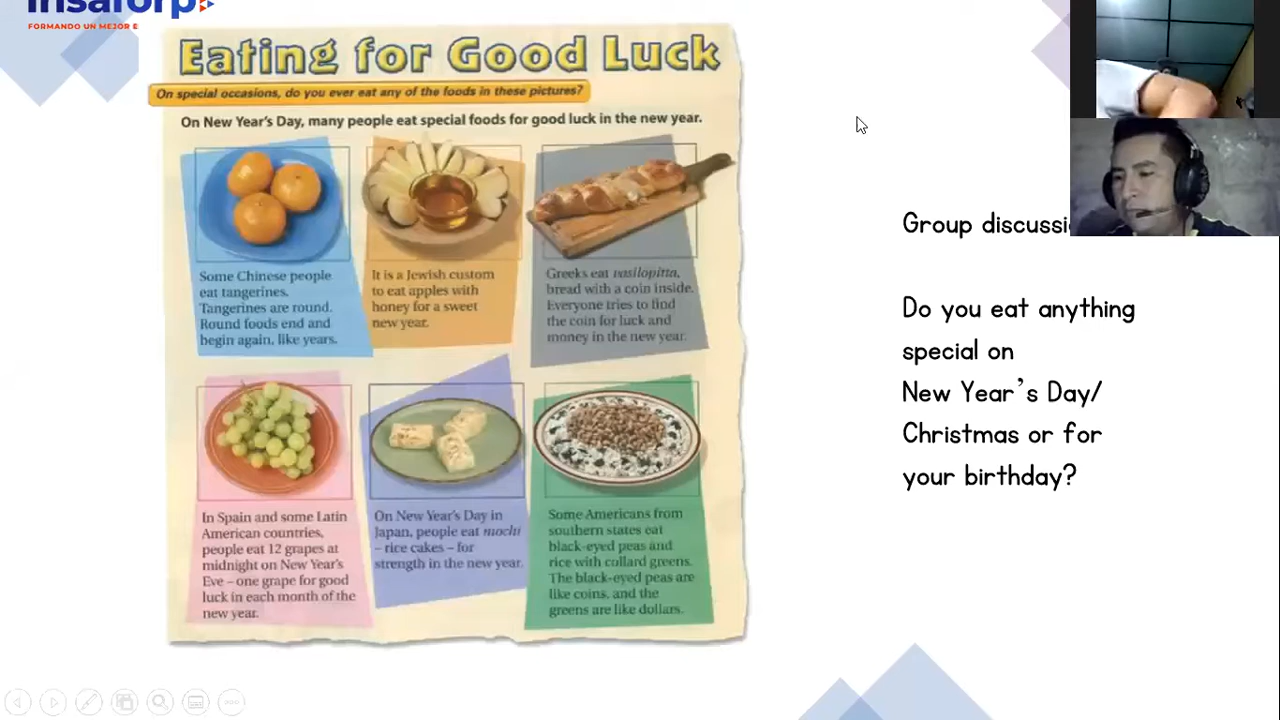 insaforp
FORMANDO UN MEJOR E
Eating for Good Luck
On special occasions, do you ever eat any of the foods in these pictures?
On New Year's Day, many people eat special foods for good luck in the new year.
Some Chinese people
eat tangerines.
Tangerines are round.
Round foods end and
begin again, like years.
It is a Jewish custom
to eat apples with
honey for a sweet
new year.
Greeks eat vasilopitta,
bread with a coin inside.
Everyone tries to find
the coin for luck and
money in the new year.
In Spain and some Latin
American countries,
people eat 12 grapes at
midnight on New Year's
Eve – one grape for good
luck in each month of the
new year.
On New Year's Day in
Japan, people eat mochi
– rice cakes – for
strength in the new year.
Some Americans from
southern states eat
black-eyed peas and
rice with collard greens.
The black-eyed peas are
like coins, and the
greens are like dollars.
Group discussi
Do you eat anything
special on
New Year's Day/
Christmas or for
your birthday?